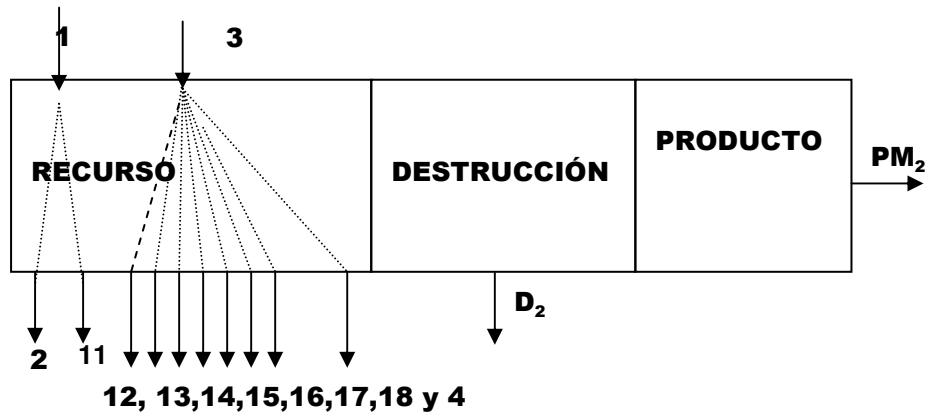 1 3
RECURSO
DESTRUCCIÓN
PRODUCTO
PM₂
D₂
2 11
12, 13,14,15,16,17,18 y 4